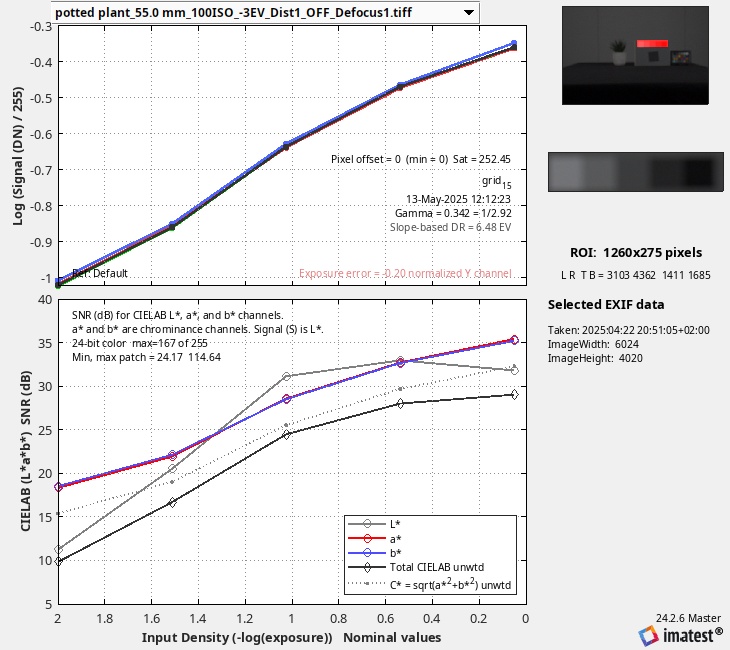 potted plant_55.0 mm_100ISO_-3EV_Dist1_OFF_Defocus1.tiff
-0.3
-0.4
-0.5
-0.6
-0.7
-0.8
-0.9
-1
Log (Signal (DN) / 255)
Pixel offset = 0 (min = 0) Sat = 252.45
grid15
13-May-2025 12:12:23
Gamma = 0.342 = 1/2.92
Slope-based DR = 6.48 EV
Ref: Default
Exposure error = -0.20 normalized Y channel
ROI: 1260x275 pixels
L R T B = 3103 4362 1411 1685
Selected EXIF data
Taken: 2025:04:22 20:51:05+02:00
ImageWidth: 6024
ImageHeight: 4020
40
35
30
25
20
15
10
5
CIELAB (L*a*b*) SNR (dB)
SNR (dB) for CIELAB L*, a*, and b* channels.
a* and b* are chrominance channels. Signal (S) is L*.
24-bit color max=167 of 255
Min, max patch = 24.17 114.64
L*
a*
b*
Total CIELAB unwtd
C* = sqrt(a*2+b*2) unwtd
2 1.8 1.6 1.4 1.2 1 0.8 0.6 0.4 0.2 0
Input Density (-log(exposure)) Nominal values
24.2.6 Master
imatest®